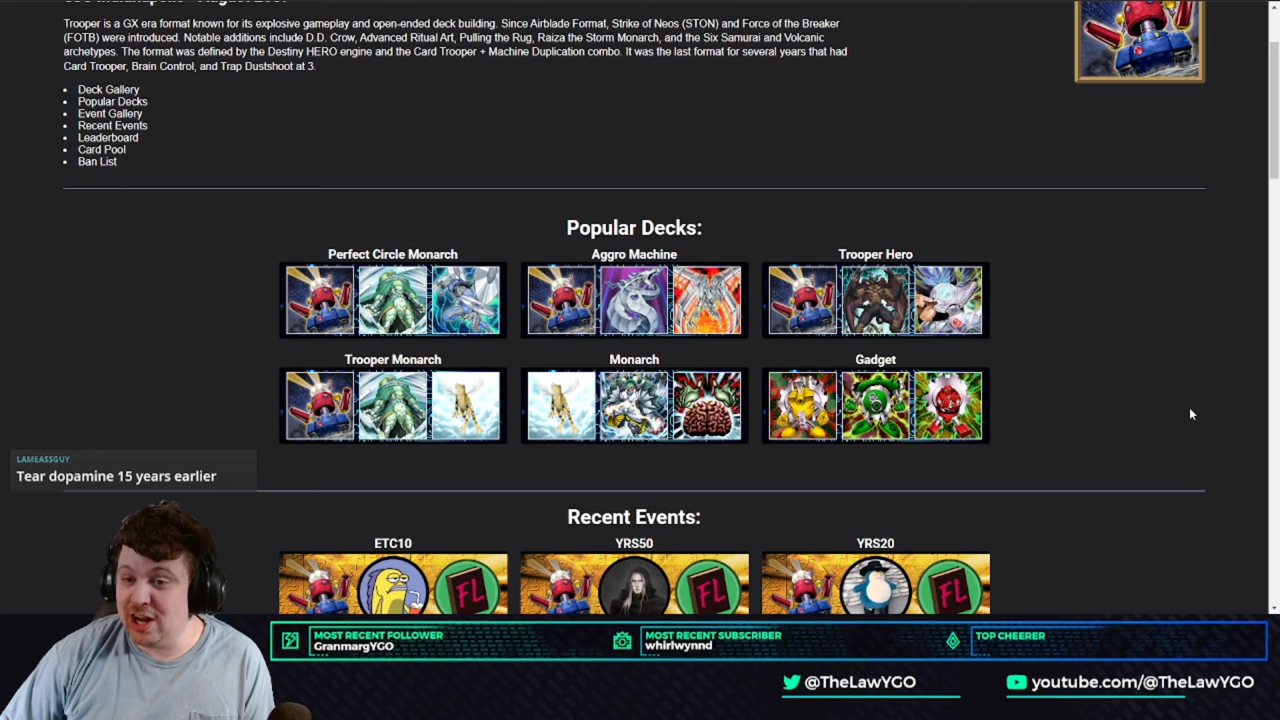 Trooper is a GX era format known for its explosive gameplay and open-ended deck building. Since Airblade Format, Strike of Neos (STON) and Force of the Breaker
(FOTB) were introduced. Notable additions include D.D. Crow, Advanced Ritual Art, Pulling the Rug, Raiza the Storm Monarch, and the Six Samurai and Volcanic
archetypes. The format was defined by the Destiny HERO engine and the Card Trooper + Machine Duplication combo. It was the last format for several years that had
Card Trooper, Brain Control, and Trap Dustshoot at 3.
• Deck Gallery
• Popular Decks
• Event Gallery
• Recent Events
• Leaderboard
• Card Pool
• Ban List
Popular Decks:
Perfect Circle Monarch
Aggro Machine
Trooper Hero
Trooper Monarch
Monarch
Gadget
LAMEASSGUY
Tear dopamine 15 years earlier
Recent Events:
ETC10
YRS50
YRS20
FL
FL
FL
MOST RECENT FOLLOWER
GranmargYGO
MOST RECENT SUBSCRIBER
whirlwynnd
TOP CHEERER
@TheLawYGO
youtube.com/@TheLawYGO